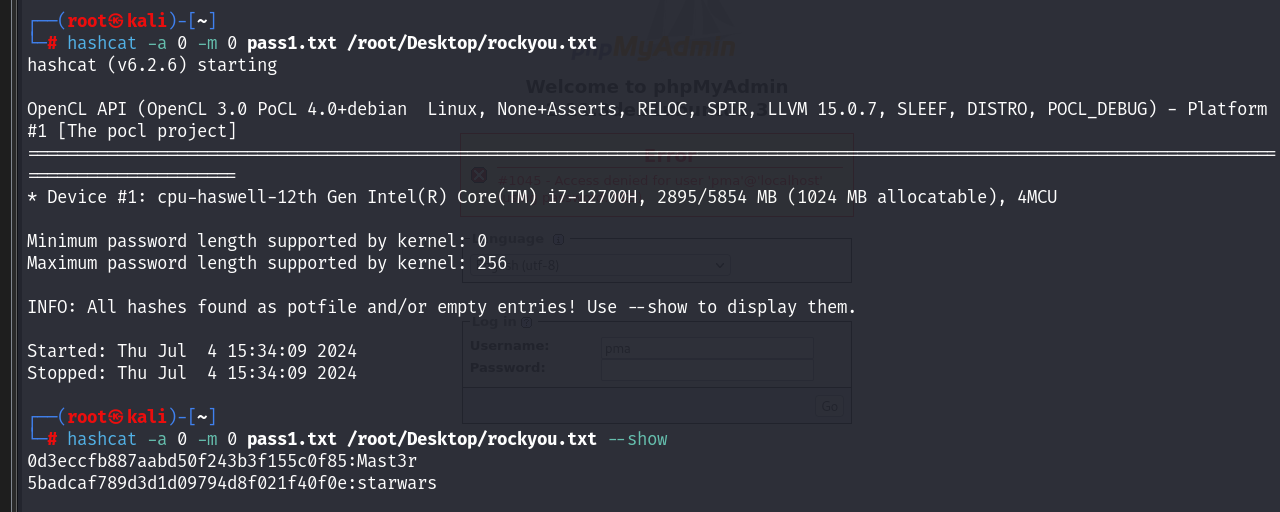 ┌──(root㉿kali)-[~]
└─# hashcat -a 0 -m 0 pass1.txt /root/Desktop/rockyou.txt
hashcat (v6.2.6) starting
OpenCL API (OpenCL 3.0 PoCL 4.0+debian  Linux, None+Asserts, RELOC, SPIR, LLVM 15.0.7, SLEEF, DISTRO, POCL_DEBUG) - Platform
#1 [The pocl project]
* Device #1: cpu-haswell-12th Gen Intel(R) Core(TM) i7-12700H, 2895/5854 MB (1024 MB allocatable), 4MCU
Minimum password length supported by kernel: 0
Maximum password length supported by kernel: 256
INFO: All hashes found as potfile and/or empty entries! Use --show to display them.
Started: Thu Jul  4 15:34:09 2024
Stopped: Thu Jul  4 15:34:09 2024
┌──(root㉿kali)-[~]
└─# hashcat -a 0 -m 0 pass1.txt /root/Desktop/rockyou.txt --show
0d3eccfb887aabd50f243b3f155c0f85:Mast3r
5badcaf789d3d1d09794d8f021f40f0e:starwars
phpMyAdmin
Welcome to phpMyAdmin
Error
#1045 - Access denied for user 'pma'@'localhost'
Language
(utf-8)
Log in
Username:
pma
Password:
Go